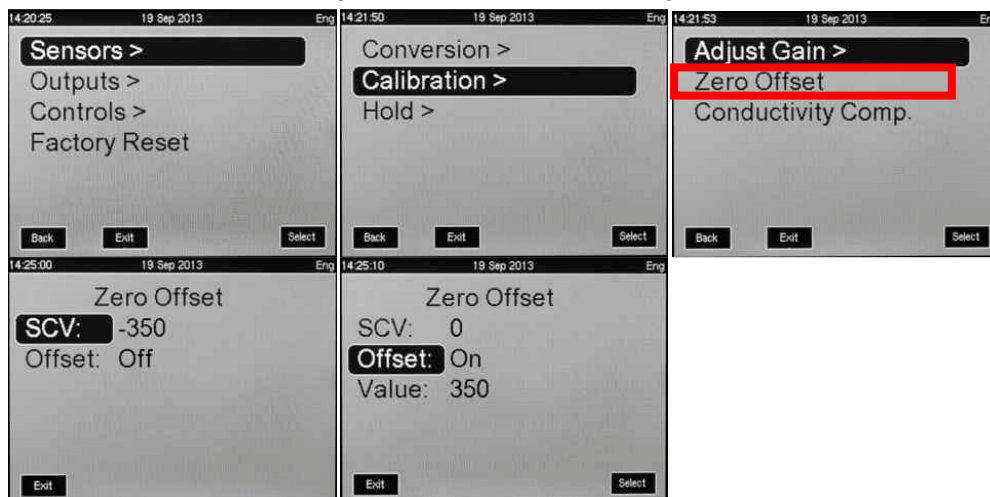 14:20:25 19 Sep 2013 Eng
Sensors >
Outputs >
Controls >
Factory Reset
Back Exit Select
14:21:50 19 Sep 2013 Eng
Conversion >
Calibration >
Hold >
Back Exit Select
14:21:53 19 Sep 2013
Adjust Gain >
Zero Offset
Conductivity Comp.
Back Exit Select
14:25:00 19 Sep 2013 Eng
Zero Offset
SCV: -350
Offset: Off
Exit
14:25:10 19 Sep 2013 Eng
Zero Offset
SCV: 0
Offset: On
Value: 350
Exit Select